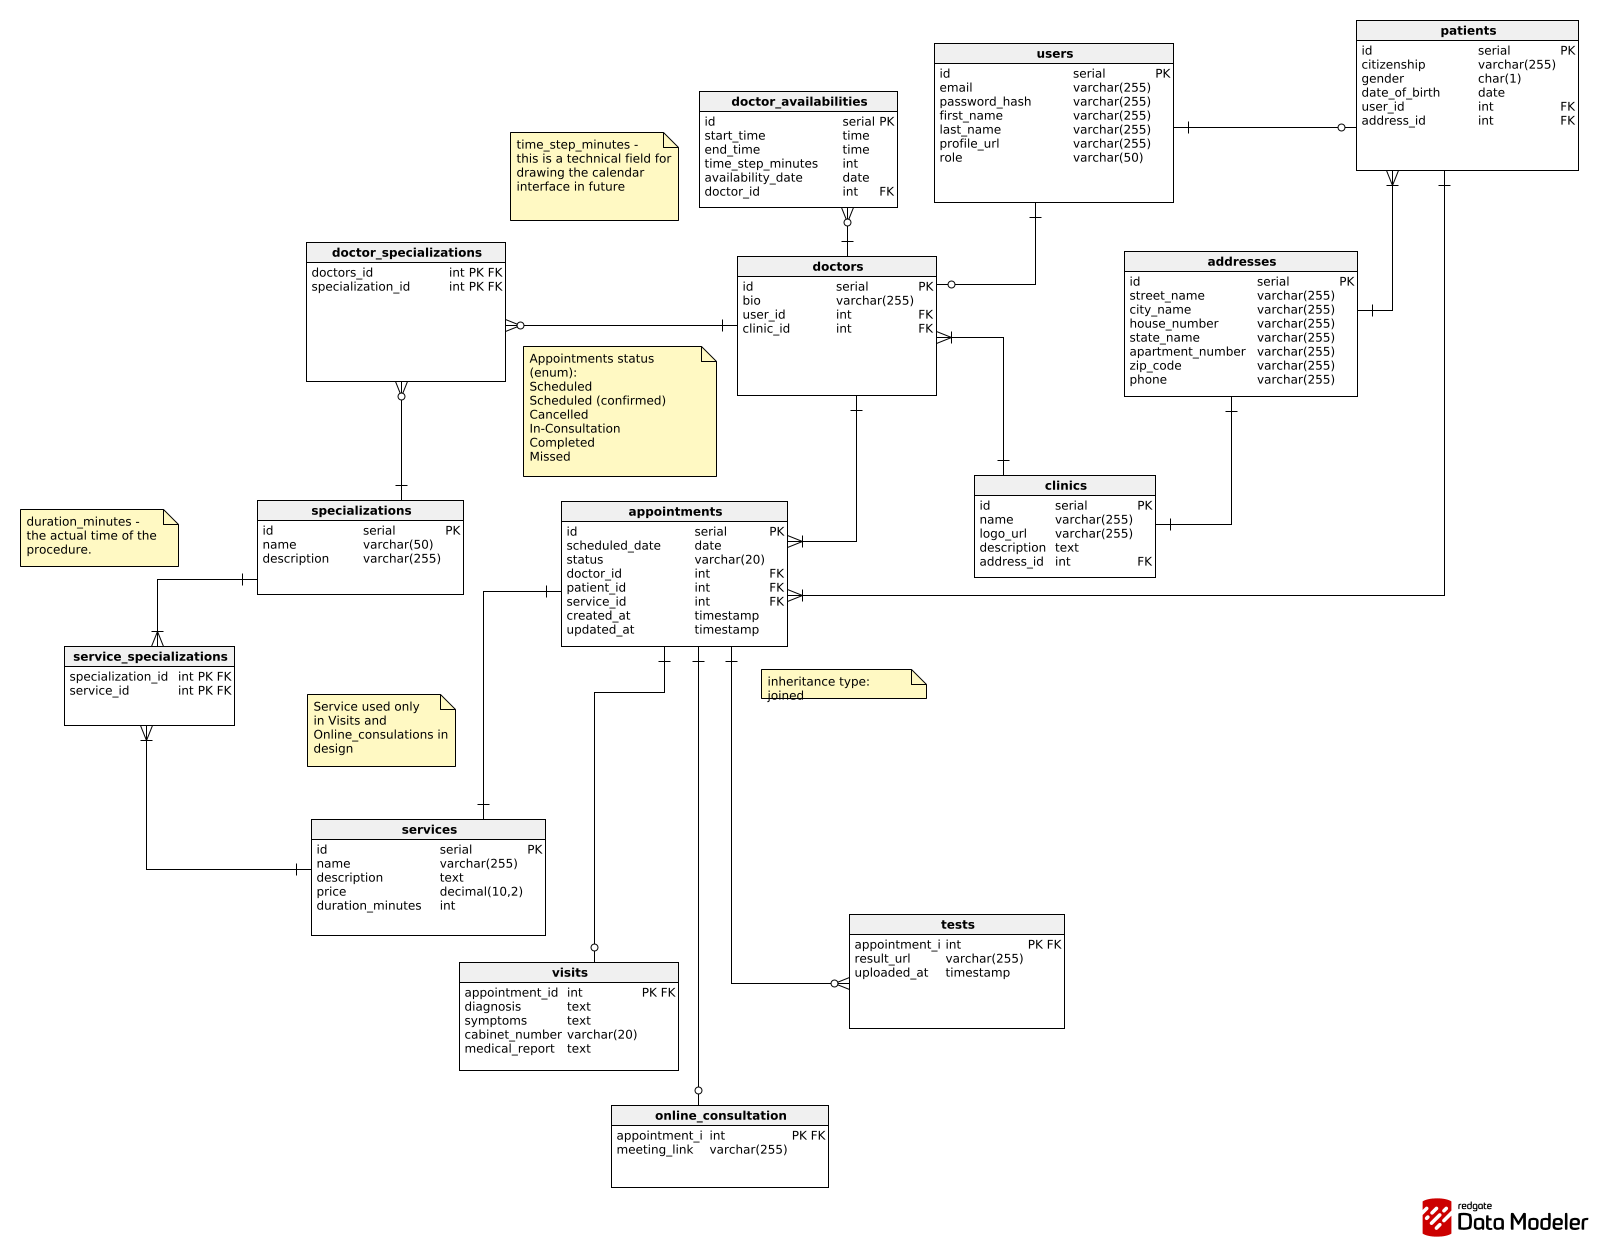 patients
id serial PK
citizenship varchar(255)
gender char(1)
date_of_birth date
user_id int FK
address_id int FK
users
id serial PK
email varchar(255)
password_hash varchar(255)
first_name varchar(255)
last_name varchar(255)
profile_url varchar(255)
role varchar(50)
doctor_availabilities
id serial PK
start_time time
end_time time
time_step_minutes int
availability_date date
doctor_id int FK
time_step_minutes -
this is a technical field for
drawing the calendar
interface in future
doctor_specializations
doctors_id int PK FK
specialization_id int PK FK
doctors
id serial PK
bio varchar(255)
user_id int FK
clinic_id int FK
addresses
id serial PK
street_name varchar(255)
city_name varchar(255)
house_number varchar(255)
state_name varchar(255)
apartment_number varchar(255)
zip_code varchar(255)
phone varchar(255)
Appointments status
(enum):
Scheduled
Scheduled (confirmed)
Cancelled
In-Consultation
Completed
Missed
clinics
id serial PK
name varchar(255)
logo_url varchar(255)
description text
address_id int FK
duration_minutes -
the actual time of the
procedure.
specializations
id serial PK
name varchar(50)
description varchar(255)
appointments
id serial PK
scheduled_date date
status varchar(20)
doctor_id int FK
patient_id int FK
service_id int FK
created_at timestamp
updated_at timestamp
service_specializations
specialization_id int PK FK
service_id int PK FK
inheritance type:
joined
Service used only
in Visits and
Online_consulations in
design
services
id serial PK
name varchar(255)
description text
price decimal(10,2)
duration_minutes int
tests
appointment_i int PK FK
result_url varchar(255)
uploaded_at timestamp
visits
appointment_id int PK FK
diagnosis text
symptoms text
cabinet_number varchar(20)
medical_report text
online_consultation
appointment_i int PK FK
meeting_link varchar(255)
redgate
Data Modeler